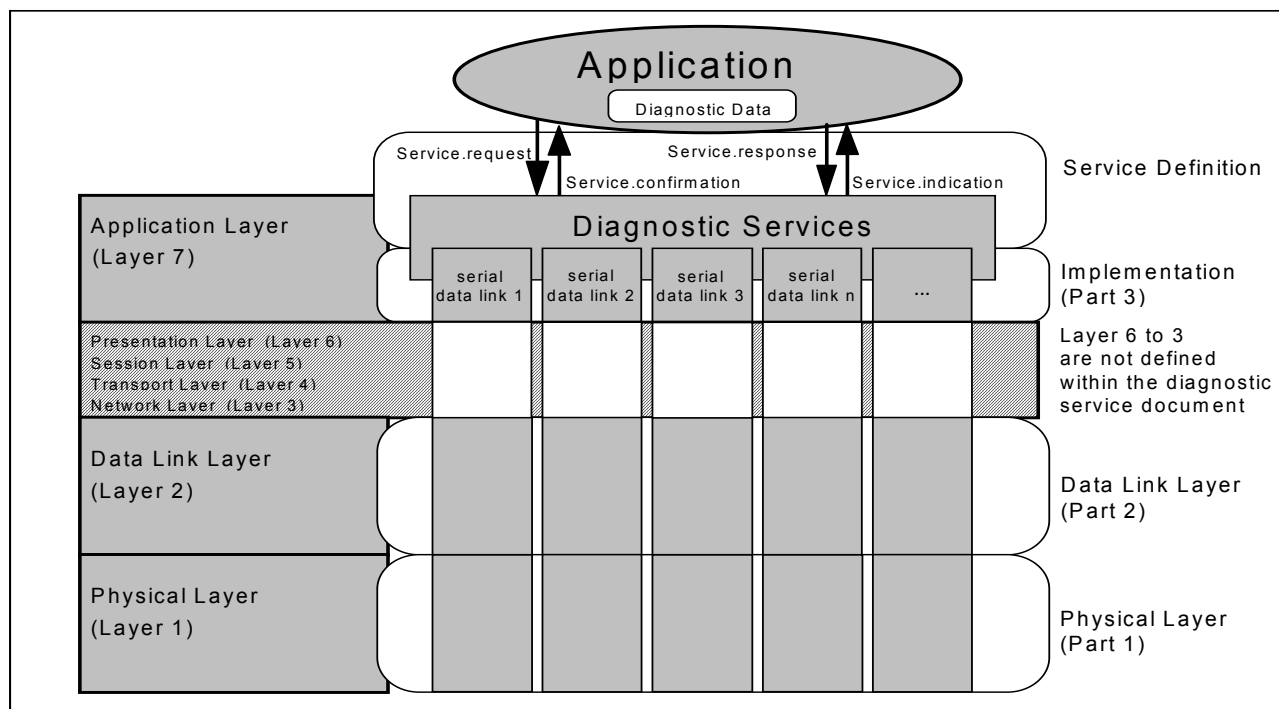 Application
Diagnostic Data
Service.request
Service.response
Service.confirmation
Service.indication
Service Definition
Application Layer
(Layer 7)
Diagnostic Services
serial
data link 1
serial
data link 2
serial
data link 3
serial
data link n
...
Implementation
(Part 3)
Presentation Layer (Layer 6)
Session Layer (Layer 5)
Transport Layer (Layer 4)
Network Layer (Layer 3)
Layer 6 to 3
are not defined
within the diagnostic
service document
Data Link Layer
(Layer 2)
Data Link Layer
(Part 2)
Physical Layer
(Layer 1)
Physical Layer
(Part 1)